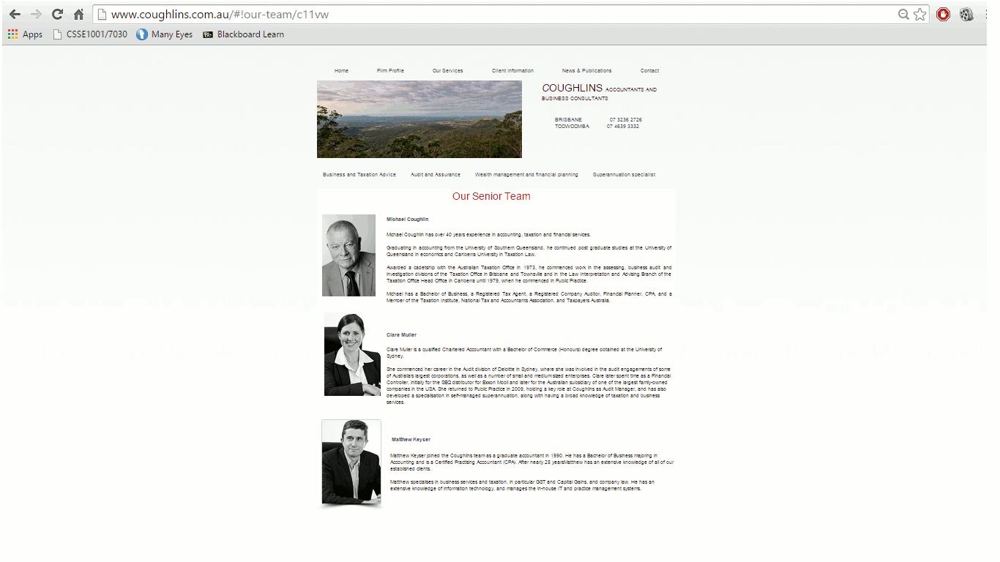 www.coughlins.com.au/#!our-team/c11vw
Apps CSSE1001/7030 Many Eyes Bb Blackboard Learn
Home Firm Profile Our Services Client Information News & Publications Contact
COUGHLINS ACCOUNTANTS AND
BUSINESS CONSULTANTS
BRISBANE 07 3236 2726
TOOWOOMBA 07 4639 3332
Business and Taxation Advice Audit and Assurance Wealth management and financial planning Superannuation specialist
Our Senior Team
Michael Coughlin
Michael Coughlin has over 40 years experience in accounting, taxation and financial services.
Graduating in accounting from the University of Southern Queensland, he continued post graduate studies at the University of
Queensland in economics and Canberra University in Taxation Law.
Awarded a cadetship with the Australian Taxation Office in 1973, he commenced work in the assessing, business audit and
investigation divisions of the Taxation Office in Brisbane and Townsville and in the Law Interpretation and Advising Branch of the
Taxation Office Head Office in Canberra until 1979, when he commenced in Public Practice.
Michael has a Bachelor of Business, a Registered Tax Agent, a Registered Company Auditor, Financial Planner, CPA, and a
Member of the Taxation Institute, National Tax and Accountants Association, and Taxpayers Australia.
Clare Muller
Clare Muller is a qualified Chartered Accountant with a Bachelor of Commerce (Honours) degree obtained at the University of
Sydney.
She commenced her career in the Audit division of Deloitte in Sydney, where she was involved in the audit engagements of some
of Australia's largest corporations, as well as a number of small and medium sized enterprises. Clare later spent time as a Financial
Controller, initially for the SEQ distributor for Exxon Mobil and later for the Australian subsidiary of one of the largest family-owned
companies in the USA. She returned to Public Practice in 2009, holding a key role at Coughlins as Audit Manager, and has also
developed a specialisation in self-managed superannuation, along with having a broad knowledge of taxation and business
services.
Matthew Keyser
Matthew Keyser joined the Coughlins team as a graduate accountant in 1990. He has a Bachelor of Business majoring in
Accounting and is a Certified Practising Accountant (CPA). After nearly 25 yearsMatthew has an extensive knowledge of all of our
established clients.
Matthew specialises in business services and taxation, in particular GST and Capital Gains, and company law. He has an
extensive knowledge of information technology, and manages the in-house IT and practice management systems.